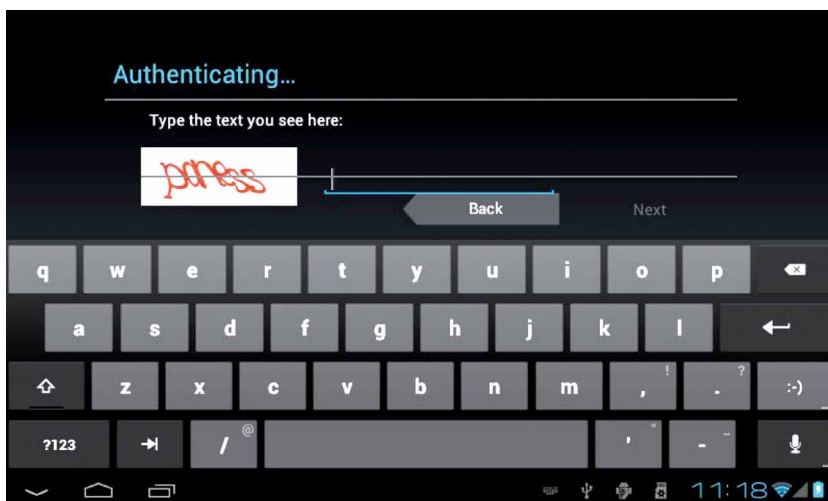 Authenticating...
Type the text you see here:
Back Next
q w e r t y u i o p
a s d f g h j k l
z x c v b n m , ! . ? :-)
?123 / @ ' " - _
11:18